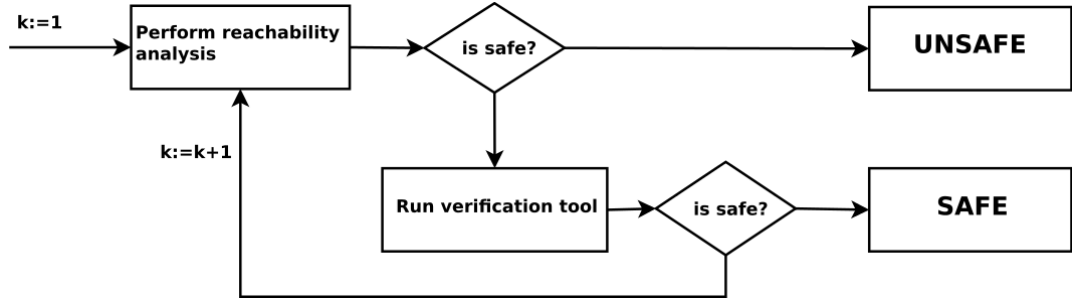 k:=1
Perform reachability
analysis
is safe?
UNSAFE
k:=k+1
Run verification tool
is safe?
SAFE